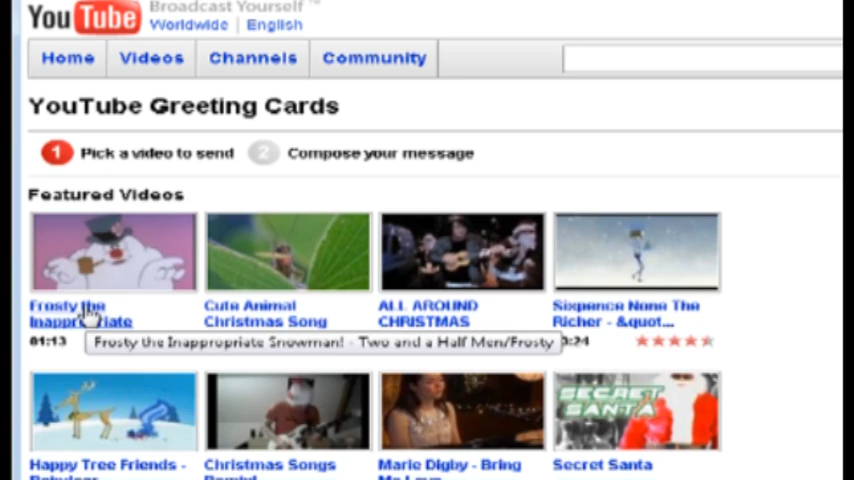 You Tube
Broadcast Yourself ™
Worldwide | English
Home Videos Channels Community
YouTube Greeting Cards
1 Pick a video to send 2 Compose your message
Featured Videos
Frosty the
Cute Animal
Christmas Song
ALL AROUND
CHRISTMAS
Sixpence None The
Richer - &quot...
01:13
Frosty the Inappropriate Snowman! - Two and a Half Men/Frosty
3:24
SECRET
SANTA
Happy Tree Friends -
Christmas Songs
Marie Digby - Bring
Secret Santa